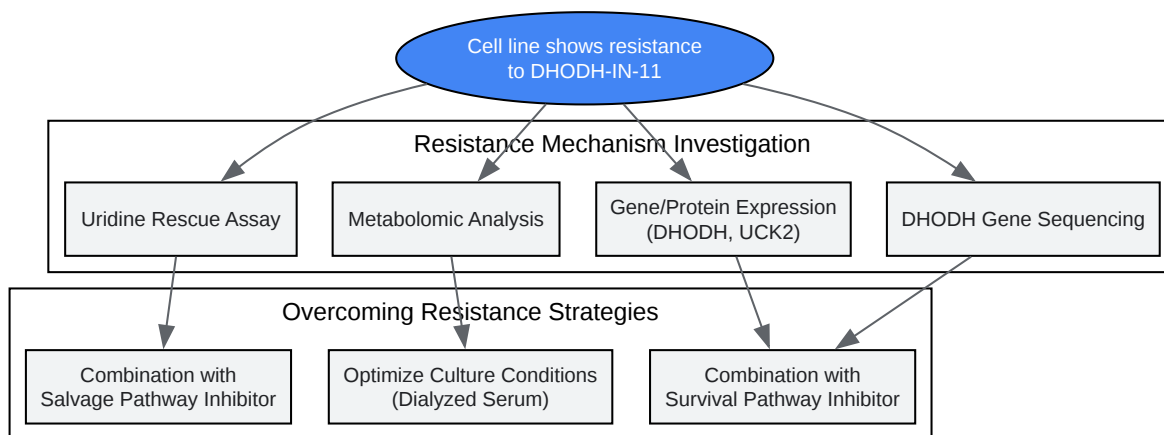 Cell line shows resistance
to DHODH-IN-11
Resistance Mechanism Investigation
Uridine Rescue Assay
Metabolomic Analysis
Gene/Protein Expression
(DHODH, UCK2)
DHODH Gene Sequencing
Overcoming Resistance Strategies
Combination with
Salvage Pathway Inhibitor
Optimize Culture Conditions
(Dialyzed Serum)
Combination with
Survival Pathway Inhibitor